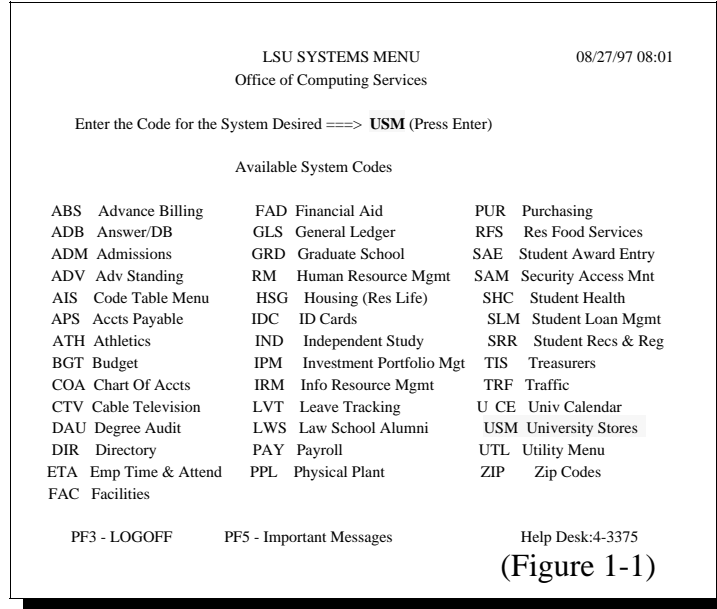 LSU SYSTEMS MENU 08/27/97 08:01
Office of Computing Services
Enter the Code for the System Desired ===> USM (Press Enter)
Available System Codes
ABS Advance Billing FAD Financial Aid PUR Purchasing
ADB Answer/DB GLS General Ledger RFS Res Food Services
ADM Admissions GRD Graduate School SAE Student Award Entry
ADV Adv Standing RM Human Resource Mgmt SAM Security Access Mnt
AIS Code Table Menu HSG Housing (Res Life) SHC Student Health
APS Accts Payable IDC ID Cards SLM Student Loan Mgmt
ATH Athletics IND Independent Study SRR Student Recs & Reg
BGT Budget IPM Investment Portfolio Mgt TIS Treasurers
COA Chart Of Accts IRM Info Resource Mgmt TRF Traffic
CTV Cable Television LVT Leave Tracking U CE Univ Calendar
DAU Degree Audit LWS Law School Alumni USM University Stores
DIR Directory PAY Payroll UTL Utility Menu
ETA Emp Time & Attend PPL Physical Plant ZIP Zip Codes
FAC Facilities
PF3 - LOGOFF PF5 - Important Messages Help Desk:4-3375
(Figure 1-1)